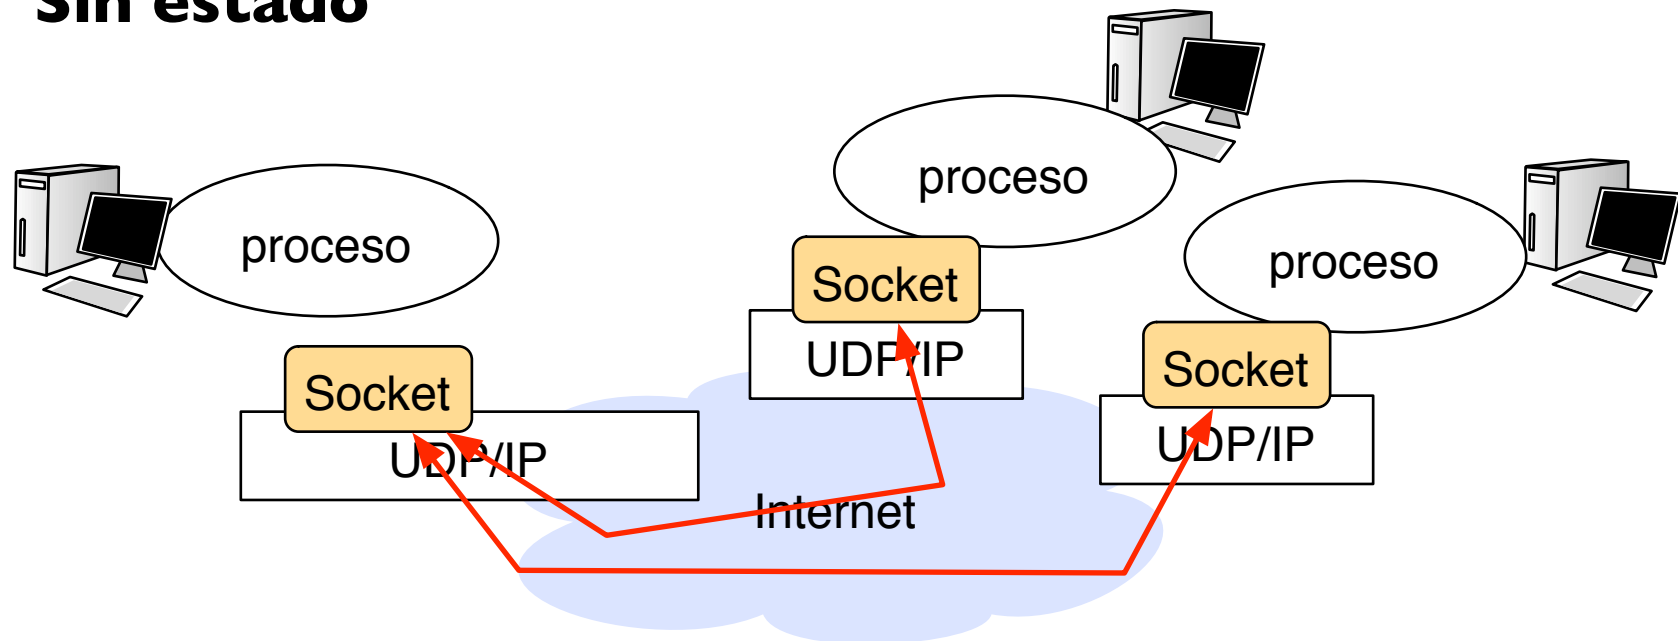 Sin estado
proceso
Socket
UDP/IP
proceso
Socket
UDP/IP
proceso
Socket
UDP/IP
Internet